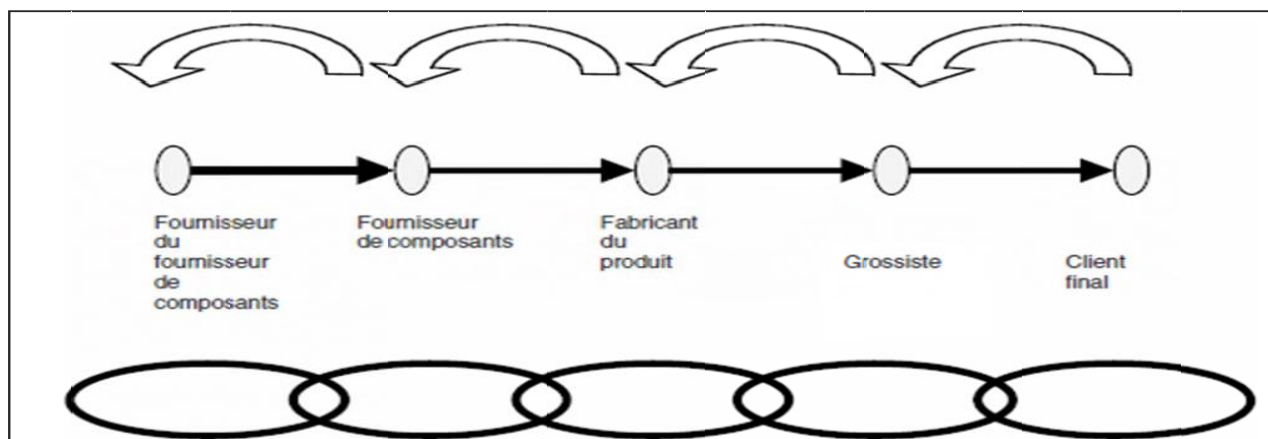 Fournisseur
du
fournisseur
de
composants
Fournisseur
de composants
Fabricant
du
produit
Grossiste
Client
final